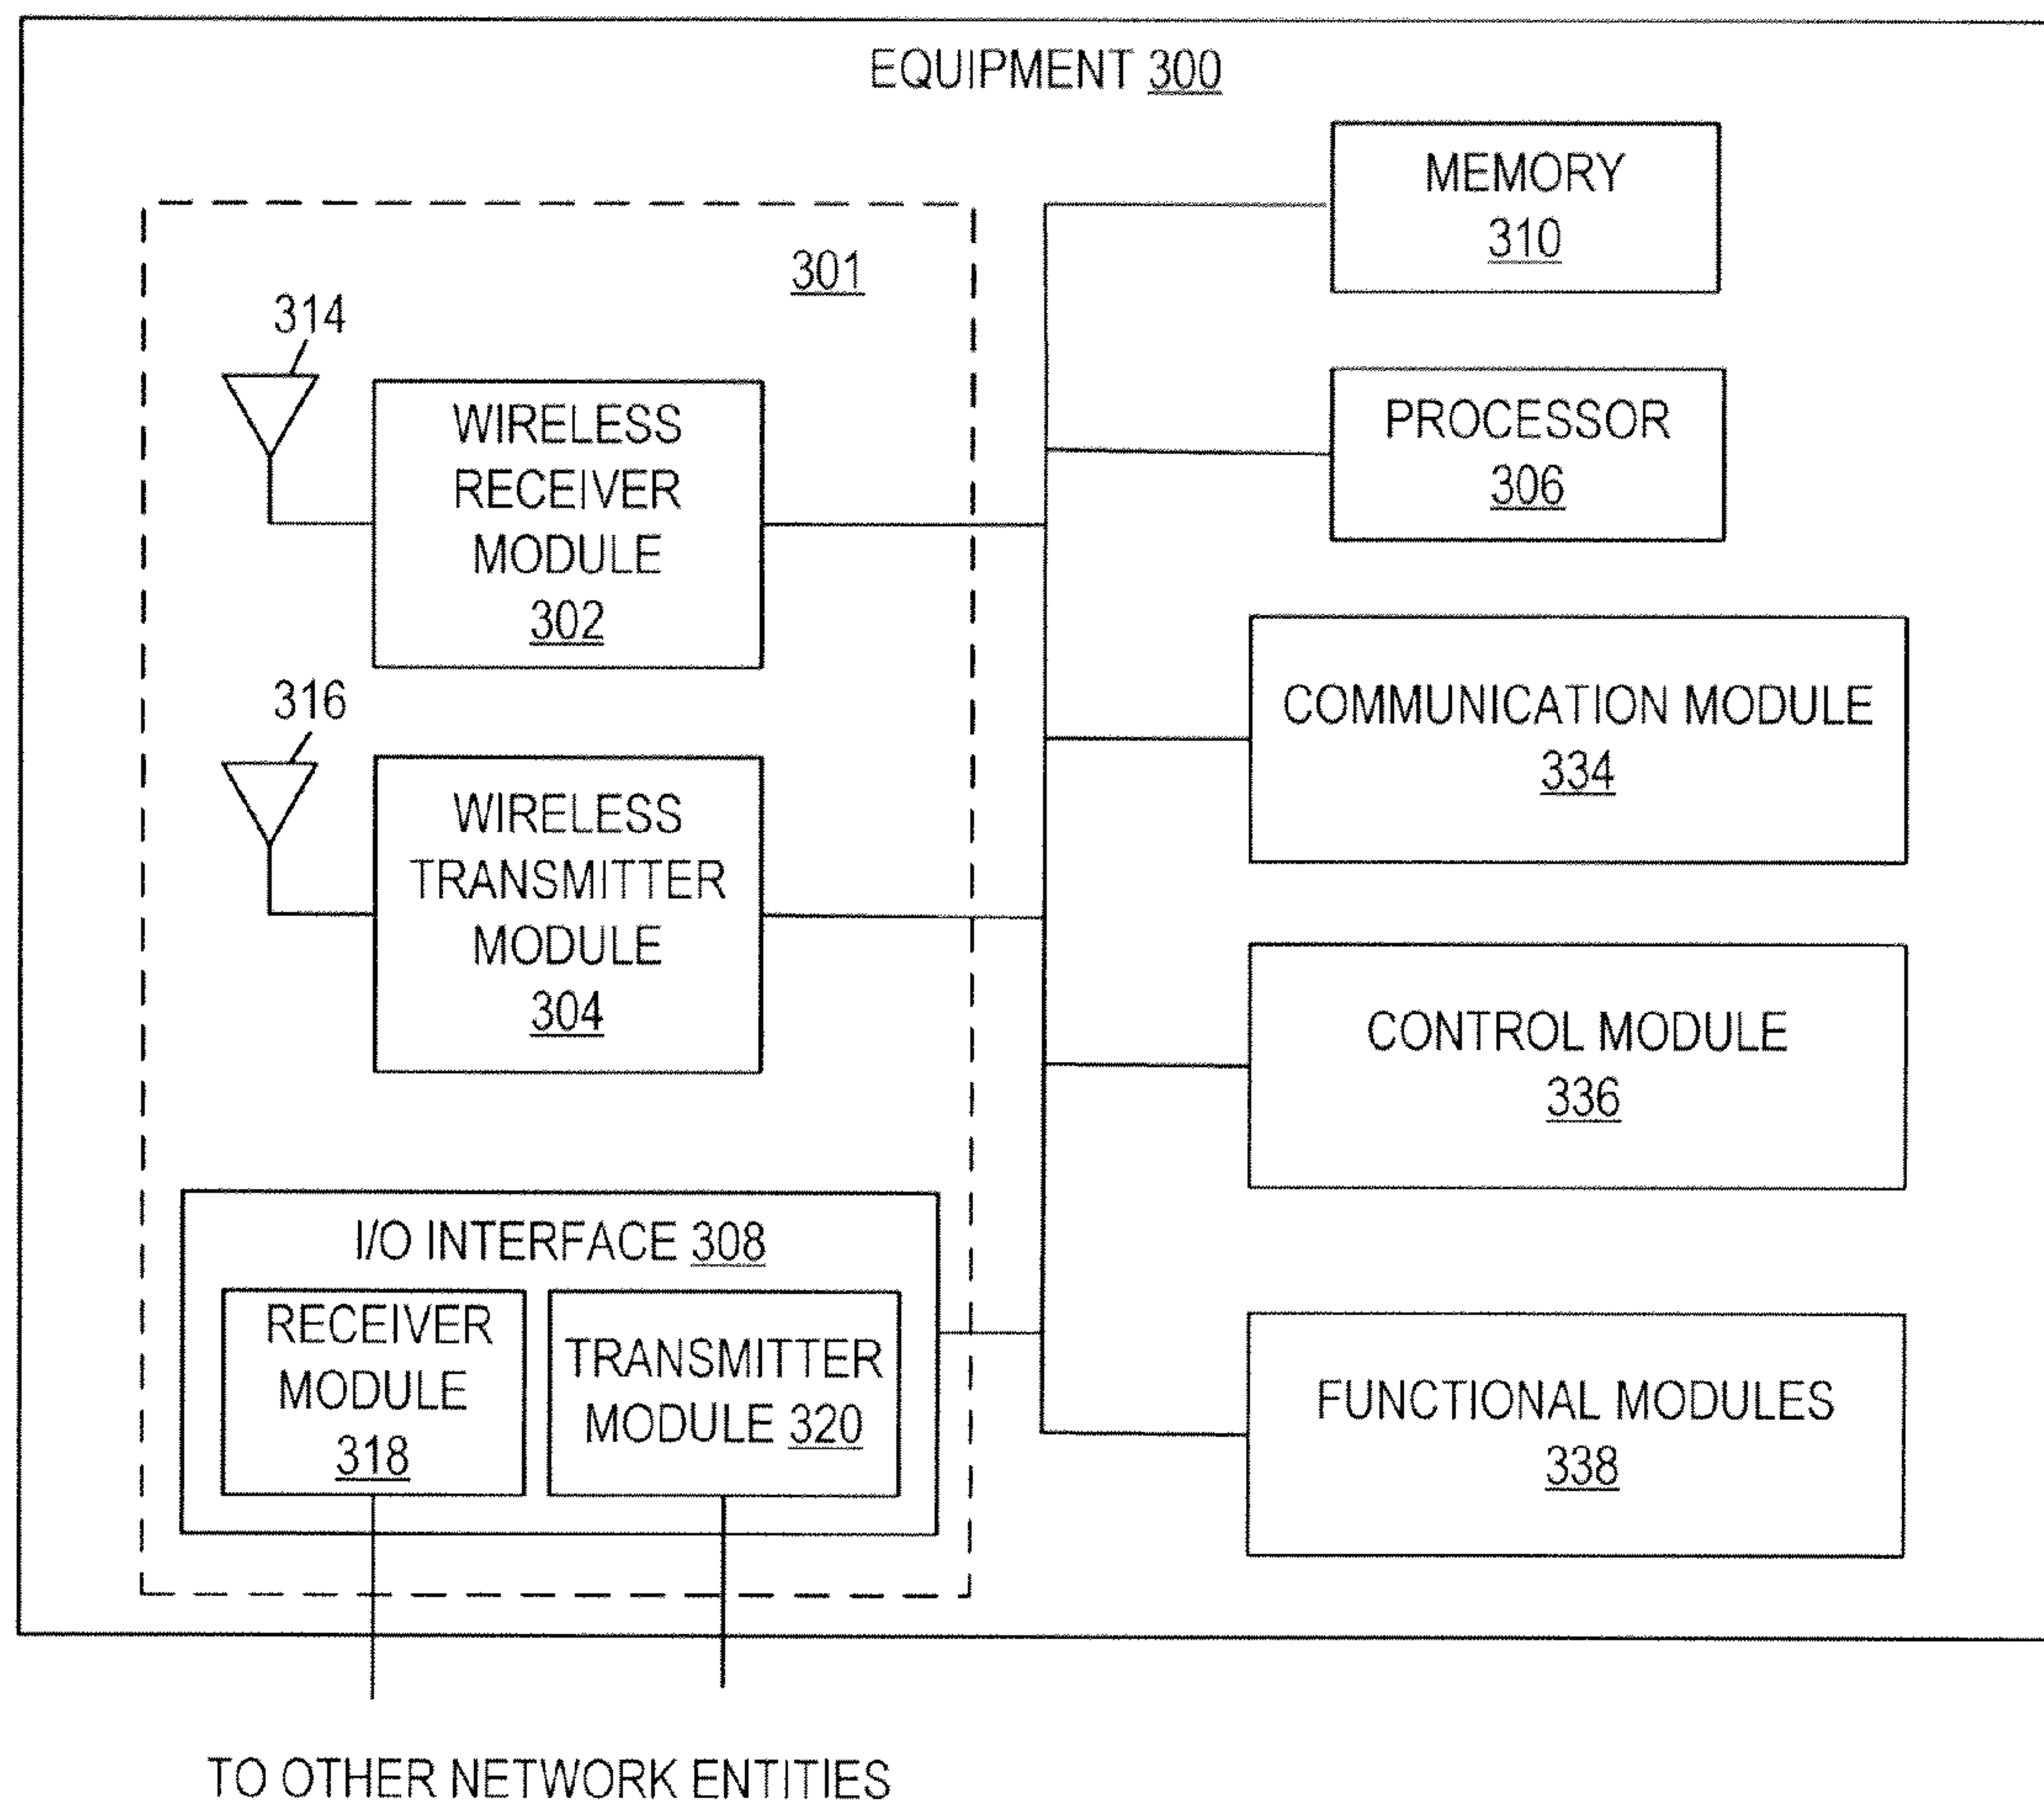 EQUIPMENT 300
MEMORY
310
301
314
WIRELESS
RECEIVER
MODULE
302
PROCESSOR
306
316
WIRELESS
TRANSMITTER
MODULE
304
COMMUNICATION MODULE
334
CONTROL MODULE
336
I/O INTERFACE 308
RECEIVER
MODULE
318
TRANSMITTER
MODULE 320
FUNCTIONAL MODULES
338
TO OTHER NETWORK ENTITIES